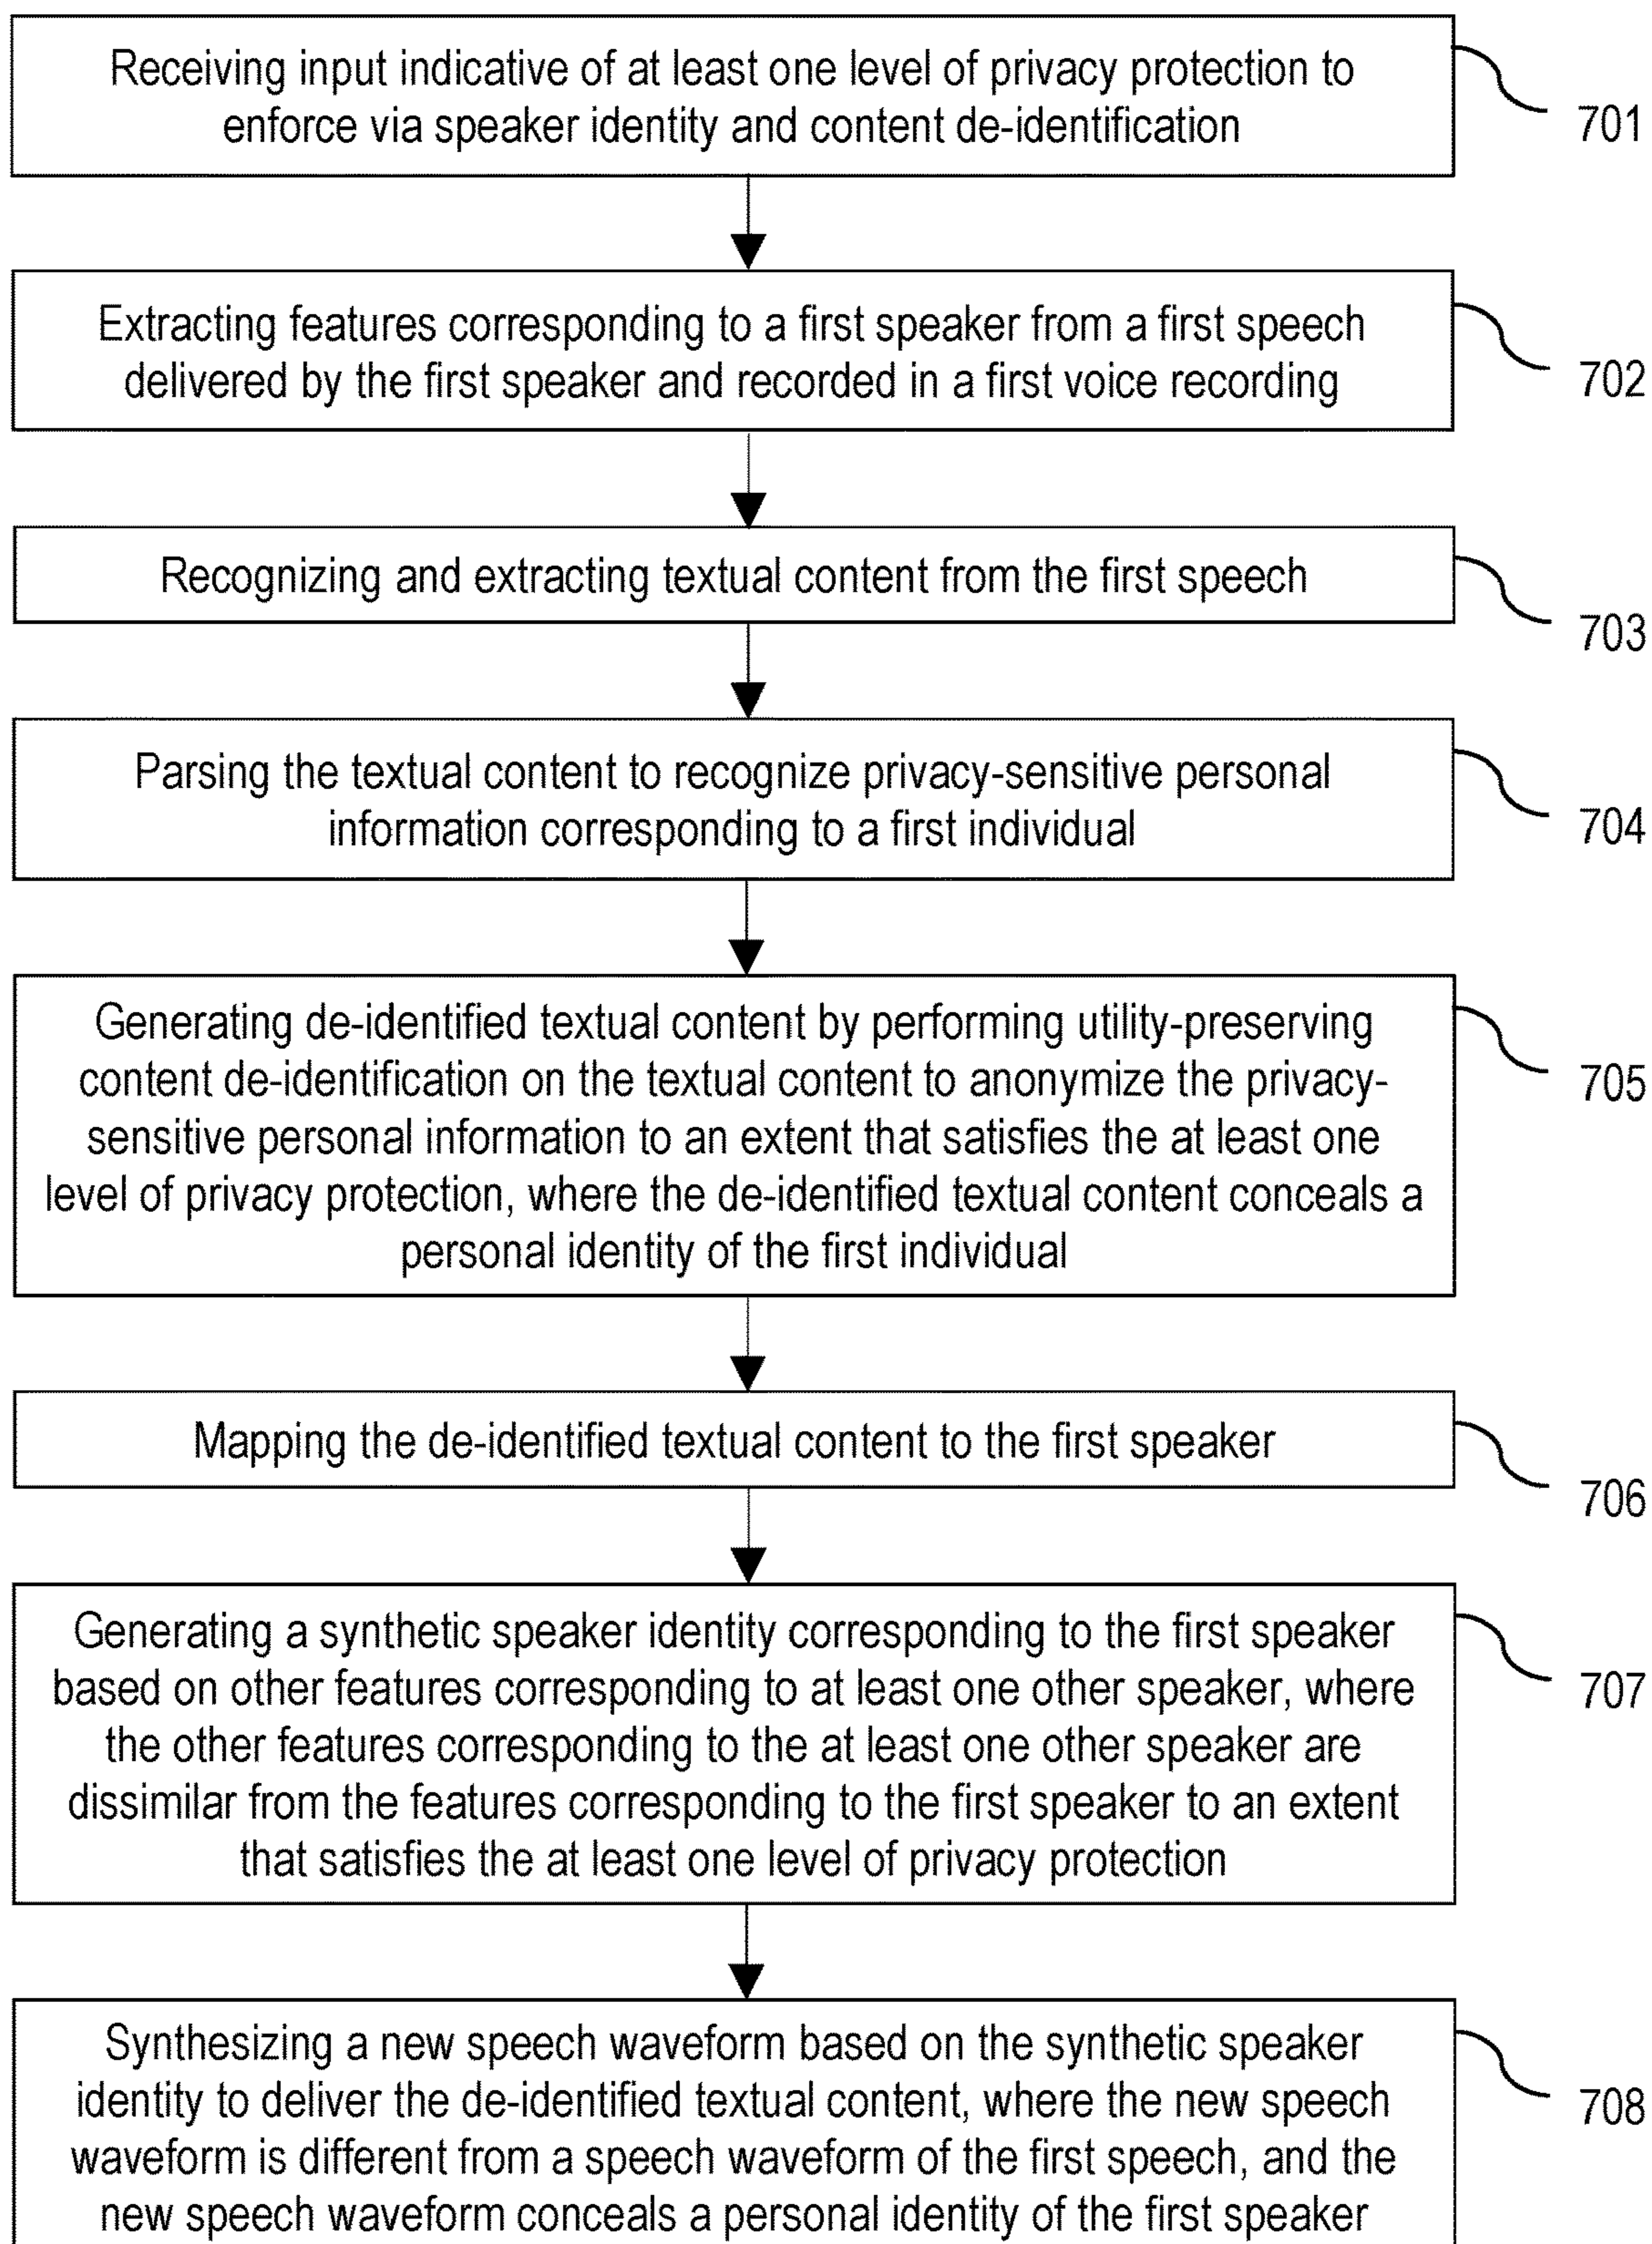 Receiving input indicative of at least one level of privacy protection to
enforce via speaker identity and content de-identification
701
Extracting features corresponding to a first speaker from a first speech
delivered by the first speaker and recorded in a first voice recording
702
Recognizing and extracting textual content from the first speech
703
Parsing the textual content to recognize privacy-sensitive personal
information corresponding to a first individual
704
Generating de-identified textual content by performing utility-preserving
content de-identification on the textual content to anonymize the privacy-
sensitive personal information to an extent that satisfies the at least one
level of privacy protection, where the de-identified textual content conceals a
personal identity of the first individual
705
Mapping the de-identified textual content to the first speaker
706
Generating a synthetic speaker identity corresponding to the first speaker
based on other features corresponding to at least one other speaker, where
the other features corresponding to the at least one other speaker are
dissimilar from the features corresponding to the first speaker to an extent
that satisfies the at least one level of privacy protection
707
Synthesizing a new speech waveform based on the synthetic speaker
identity to deliver the de-identified textual content, where the new speech
waveform is different from a speech waveform of the first speech, and the
new speech waveform conceals a personal identity of the first speaker
708